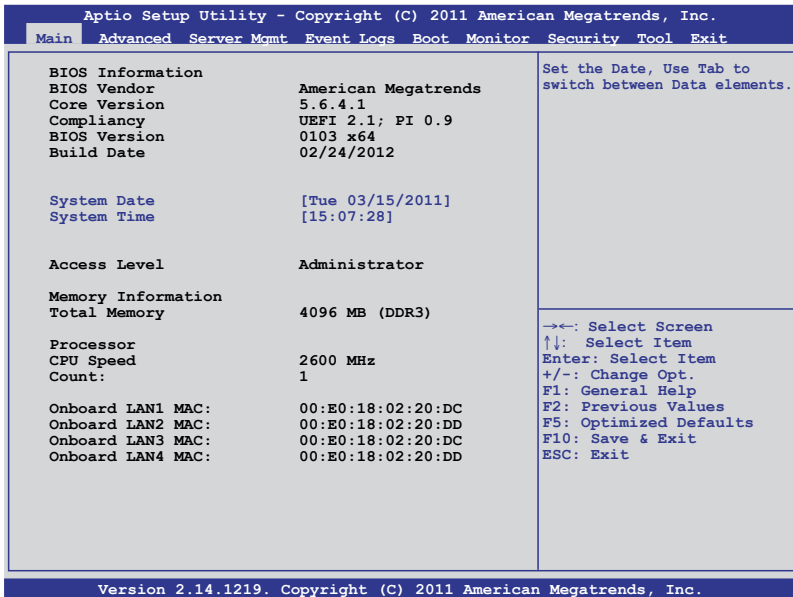 Aptio Setup Utility - Copyright (C) 2011 American Megatrends, Inc.
Main Advanced Server Mgmt Event Logs Boot Monitor Security Tool Exit
BIOS Information
BIOS Vendor American Megatrends
Core Version 5.6.4.1
Compliancy UEFI 2.1; PI 0.9
BIOS Version 0103 x64
Build Date 02/24/2012
System Date [Tue 03/15/2011]
System Time [15:07:28]
Access Level Administrator
Memory Information
Total Memory 4096 MB (DDR3)
Processor
CPU Speed 2600 MHz
Count: 1
Onboard LAN1 MAC: 00:E0:18:02:20:DC
Onboard LAN2 MAC: 00:E0:18:02:20:DD
Onboard LAN3 MAC: 00:E0:18:02:20:DC
Onboard LAN4 MAC: 00:E0:18:02:20:DD
Set the Date, Use Tab to
switch between Data elements.
→←: Select Screen
↑↓: Select Item
Enter: Select Item
+/-: Change Opt.
F1: General Help
F2: Previous Values
F5: Optimized Defaults
F10: Save & Exit
ESC: Exit
Version 2.14.1219. Copyright (C) 2011 American Megatrends, Inc.